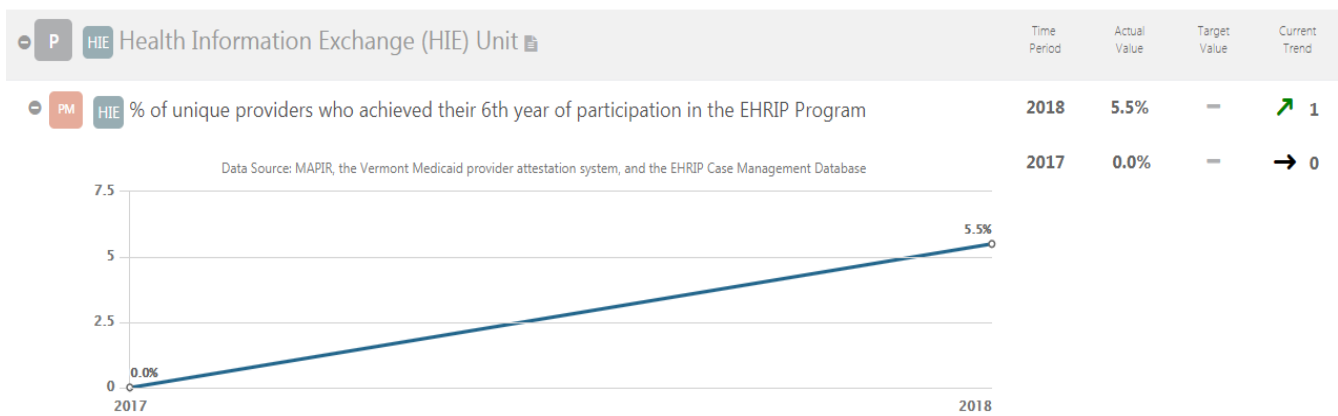 P HIE Health Information Exchange (HIE) Unit
Time Period Actual Value Target Value Current Trend
PM HIE % of unique providers who achieved their 6th year of participation in the EHRIP Program
2018 5.5% — 1
2017 0.0% — 0
Data Source: MAPIR, the Vermont Medicaid provider attestation system, and the EHRIP Case Management Database
7.5
5.5%
5
2.5
0.0%
0
2017 2018